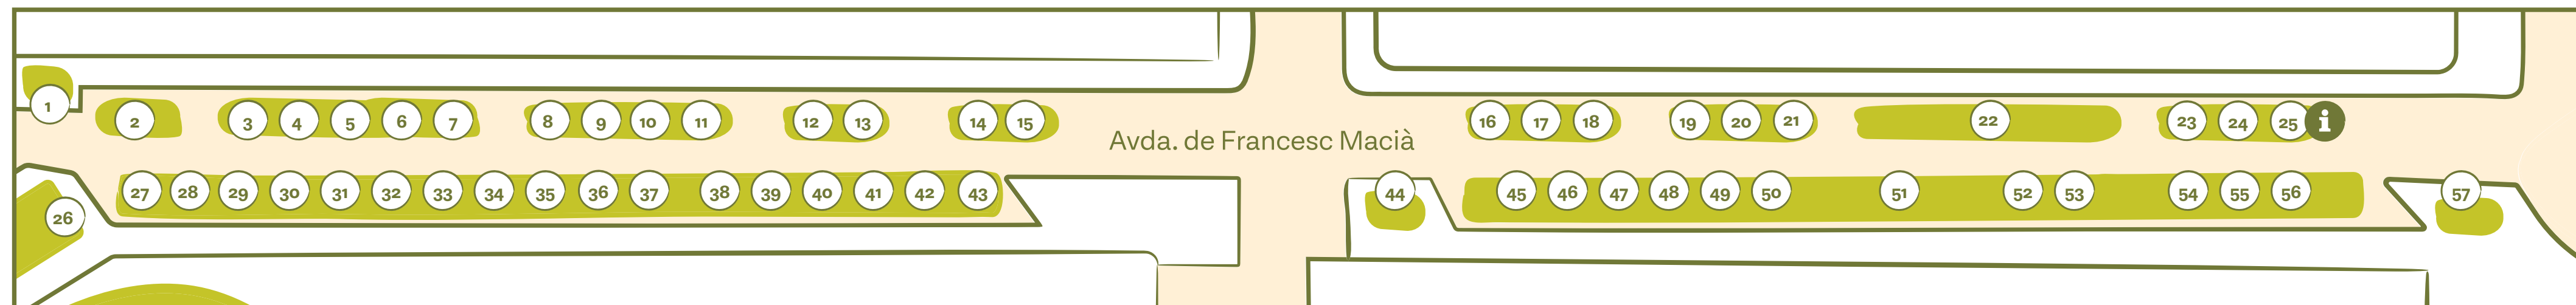 1
2 3 4 5 6 7 8 9 10 11 12 13 14 15 16 17 18 19 20 21 22 23 24 25 i
Avda. de Francesc Macià
26 27 28 29 30 31 32 33 34 35 36 37 38 39 40 41 42 43 44 45 46 47 48 49 50 51 52 53 54 55 56 57